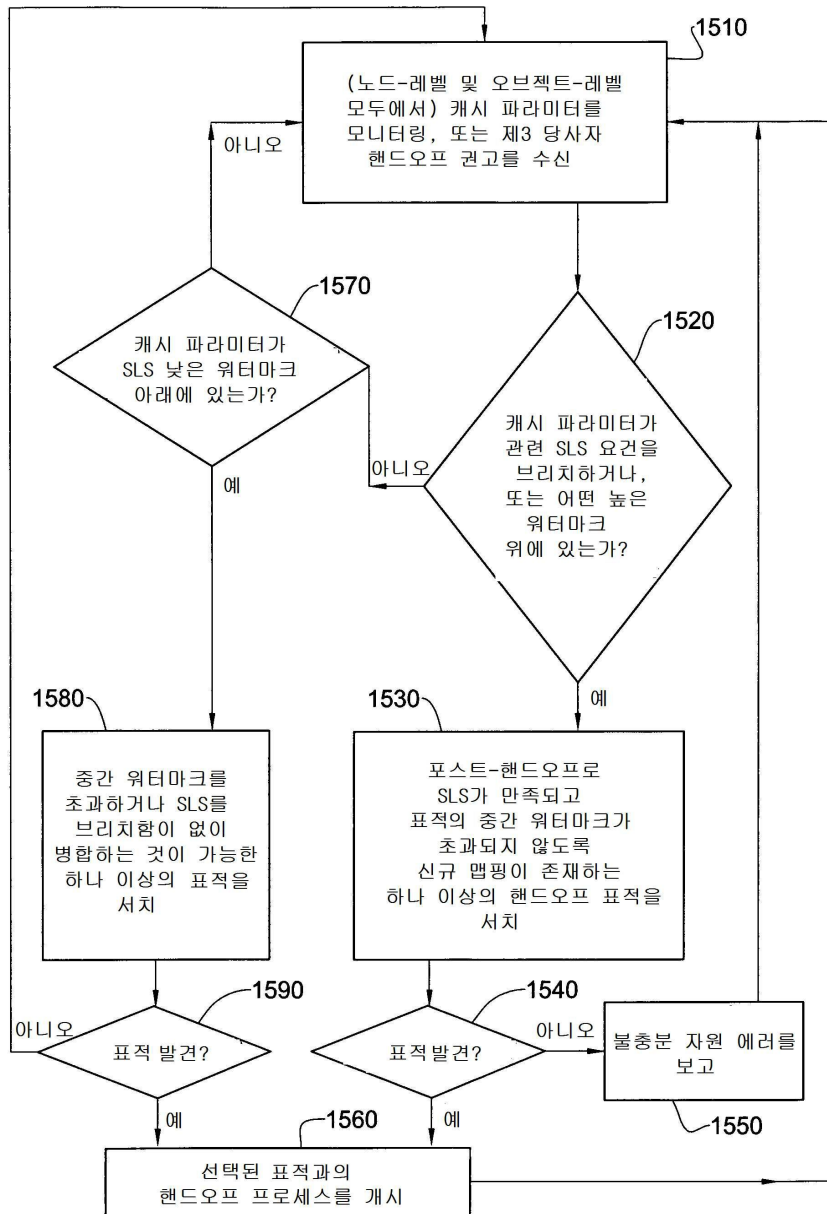 1510
(노드-레벨 및 오브젝트-레벨
모두에서) 캐시 파라미터를
모니터링, 또는 제3 당사자
핸드오프 권고를 수신
아니오
1570
캐시 파라미터가
SLS 낮은 워터마크
아래에 있는가?
1520
캐시 파라미터가
관련 SLS 요건을
브리치하거나,
또는 어떤 높은
워터마크
위에 있는가?
아니오
예
예
1580
중간 워터마크를
초과하거나 SLS를
브리치함이 없이
병합하는 것이 가능한
하나 이상의 표적을
서치
1530
포스트-핸드오프로
SLS가 만족되고
표적의 중간 워터마크가
초과되지 않도록
신규 맵핑이 존재하는
하나 이상의 핸드오프 표적을
서치
1590
아니오
표적 발견?
예
1540
표적 발견?
아니오
예
불충분 자원 에러를
보고
1550
1560
선택된 표적과의
핸드오프 프로세스를 개시